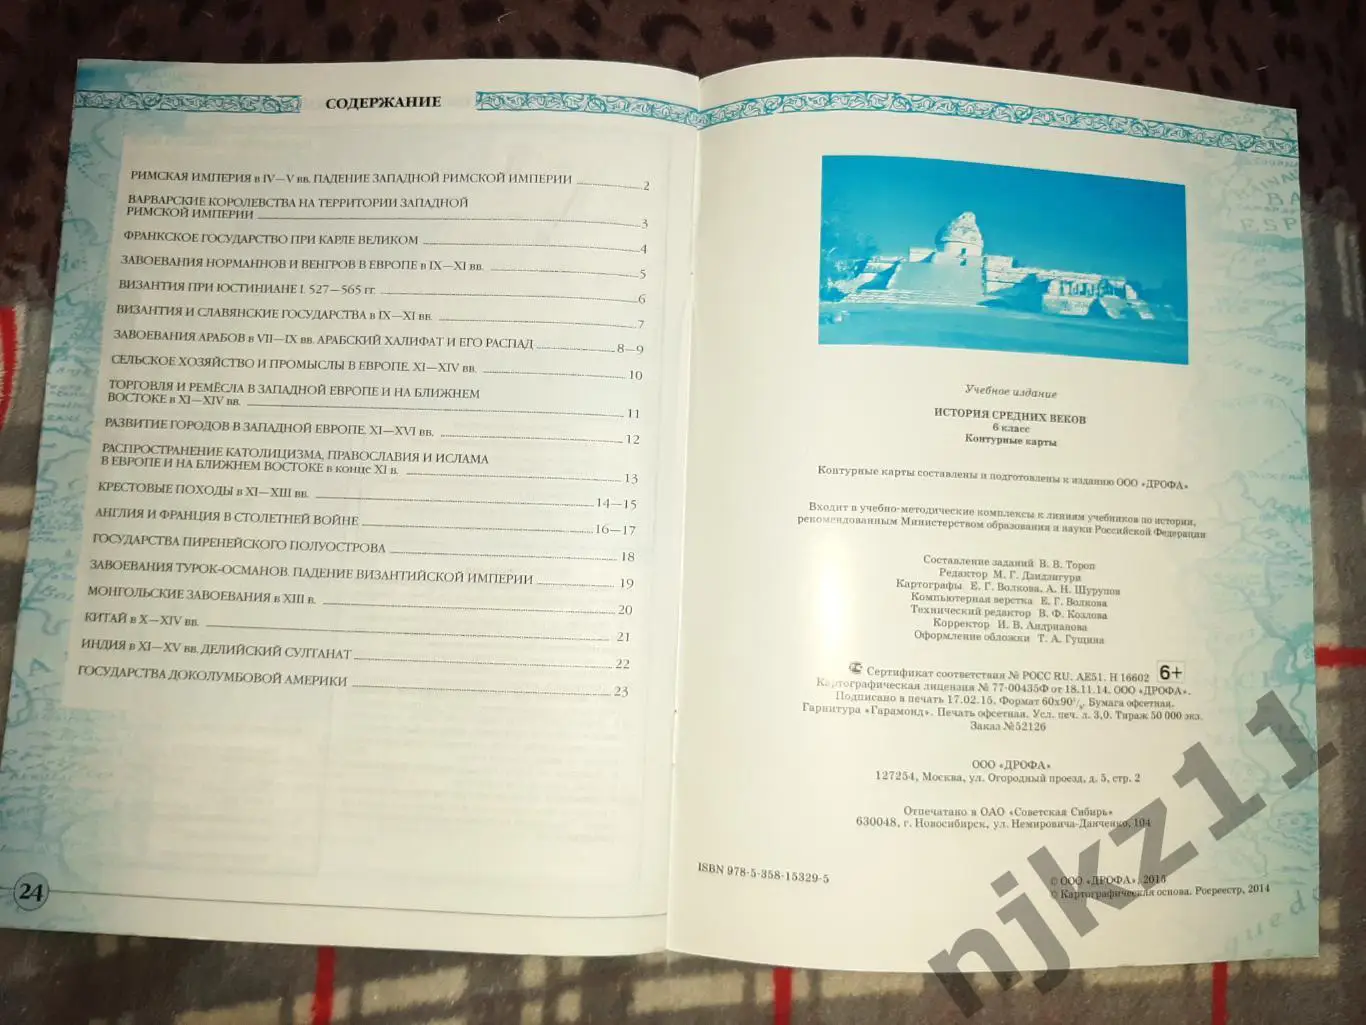 СОДЕРЖАНИЕ
РИМСКАЯ ИМПЕРИЯ в IV—V вв. ПАДЕНИЕ ЗАПАДНОЙ РИМСКОЙ ИМПЕРИИ 2
ВАРВАРСКИЕ КОРОЛЕВСТВА НА ТЕРРИТОРИИ ЗАПАДНОЙ
РИМСКОЙ ИМПЕРИИ 3
ФРАНКСКОЕ ГОСУДАРСТВО ПРИ КАРЛЕ ВЕЛИКОМ 4
ЗАВОЕВАНИЯ НОРМАННОВ И ВЕНГРОВ В ЕВРОПЕ в IX—XI вв. 5
ВИЗАНТИЯ ПРИ ЮСТИНИАНЕ I. 527—565 гг. 6
ВИЗАНТИЯ И СЛАВЯНСКИЕ ГОСУДАРСТВА в IX—XI вв. 7
ЗАВОЕВАНИЯ АРАБОВ в VII—IX вв. АРАБСКИЙ ХАЛИФАТ И ЕГО РАСПАД 8—9
СЕЛЬСКОЕ ХОЗЯЙСТВО И ПРОМЫСЛЫ В ЕВРОПЕ. XI—XIV вв. 10
ТОРГОВЛЯ И РЕМЁСЛА В ЗАПАДНОЙ ЕВРОПЕ И НА БЛИЖНЕМ
ВОСТОКЕ в XI—XIV вв. 11
РАЗВИТИЕ ГОРОДОВ В ЗАПАДНОЙ ЕВРОПЕ. XI—XVI вв. 12
РАСПРОСТРАНЕНИЕ КАТОЛИЦИЗМА, ПРАВОСЛАВИЯ И ИСЛАМА
В ЕВРОПЕ И НА БЛИЖНЕМ ВОСТОКЕ в конце XI в. 13
КРЕСТОВЫЕ ПОХОДЫ в XI—XIII вв. 14—15
АНГЛИЯ И ФРАНЦИЯ В СТОЛЕТНЕЙ ВОЙНЕ 16—17
ГОСУДАРСТВА ПИРЕНЕЙСКОГО ПОЛУОСТРОВА 18
ЗАВОЕВАНИЯ ТУРОК-ОСМАНОВ. ПАДЕНИЕ ВИЗАНТИЙСКОЙ ИМПЕРИИ 19
МОНГОЛЬСКИЕ ЗАВОЕВАНИЯ в XIII в. 20
КИТАЙ в X—XIV вв. 21
ИНДИЯ в XI—XV вв. ДЕЛИЙСКИЙ СУЛТАНАТ 22
ГОСУДАРСТВА ДОКОЛУМБОВОЙ АМЕРИКИ 23
24
Учебное издание
ИСТОРИЯ СРЕДНИХ ВЕКОВ
6 класс
Контурные карты
Контурные карты составлены и подготовлены к изданию ООО «ДРОФА»
Входит в учебно-методические комплексы к линиям учебников по истории,
рекомендованным Министерством образования и науки Российской Федерации
Составление заданий В. В. Тороп
Редактор М. Г. Дзидзигури
Картографы Е. Г. Волкова, А. Н. Шурупов
Компьютерная верстка Е. Г. Волкова
Технический редактор В. Ф. Козлова
Корректор И. В. Андрианова
Оформление обложки Т. А. Гущина
Сертификат соответствия № РОСС RU. АЕ51. Н 16602 6+
Картографическая лицензия № 77-00435Ф от 18.11.14. ООО «ДРОФА».
Подписано в печать 17.02.15. Формат 60х90¹/₈. Бумага офсетная.
Гарнитура «Гарамонд». Печать офсетная. Усл. печ. л. 3,0. Тираж 50 000 экз.
Заказ №52126
ООО «ДРОФА»
127254, Москва, ул. Огородный проезд, д. 5, стр. 2
Отпечатано в ОАО «Советская Сибирь»
630048, г. Новосибирск, ул. Немировича-Данченко, 104
ISBN 978-5-358-15329-5
© ООО «ДРОФА», 2015
© Картографическая основа. Росреестр, 2014
njkz11